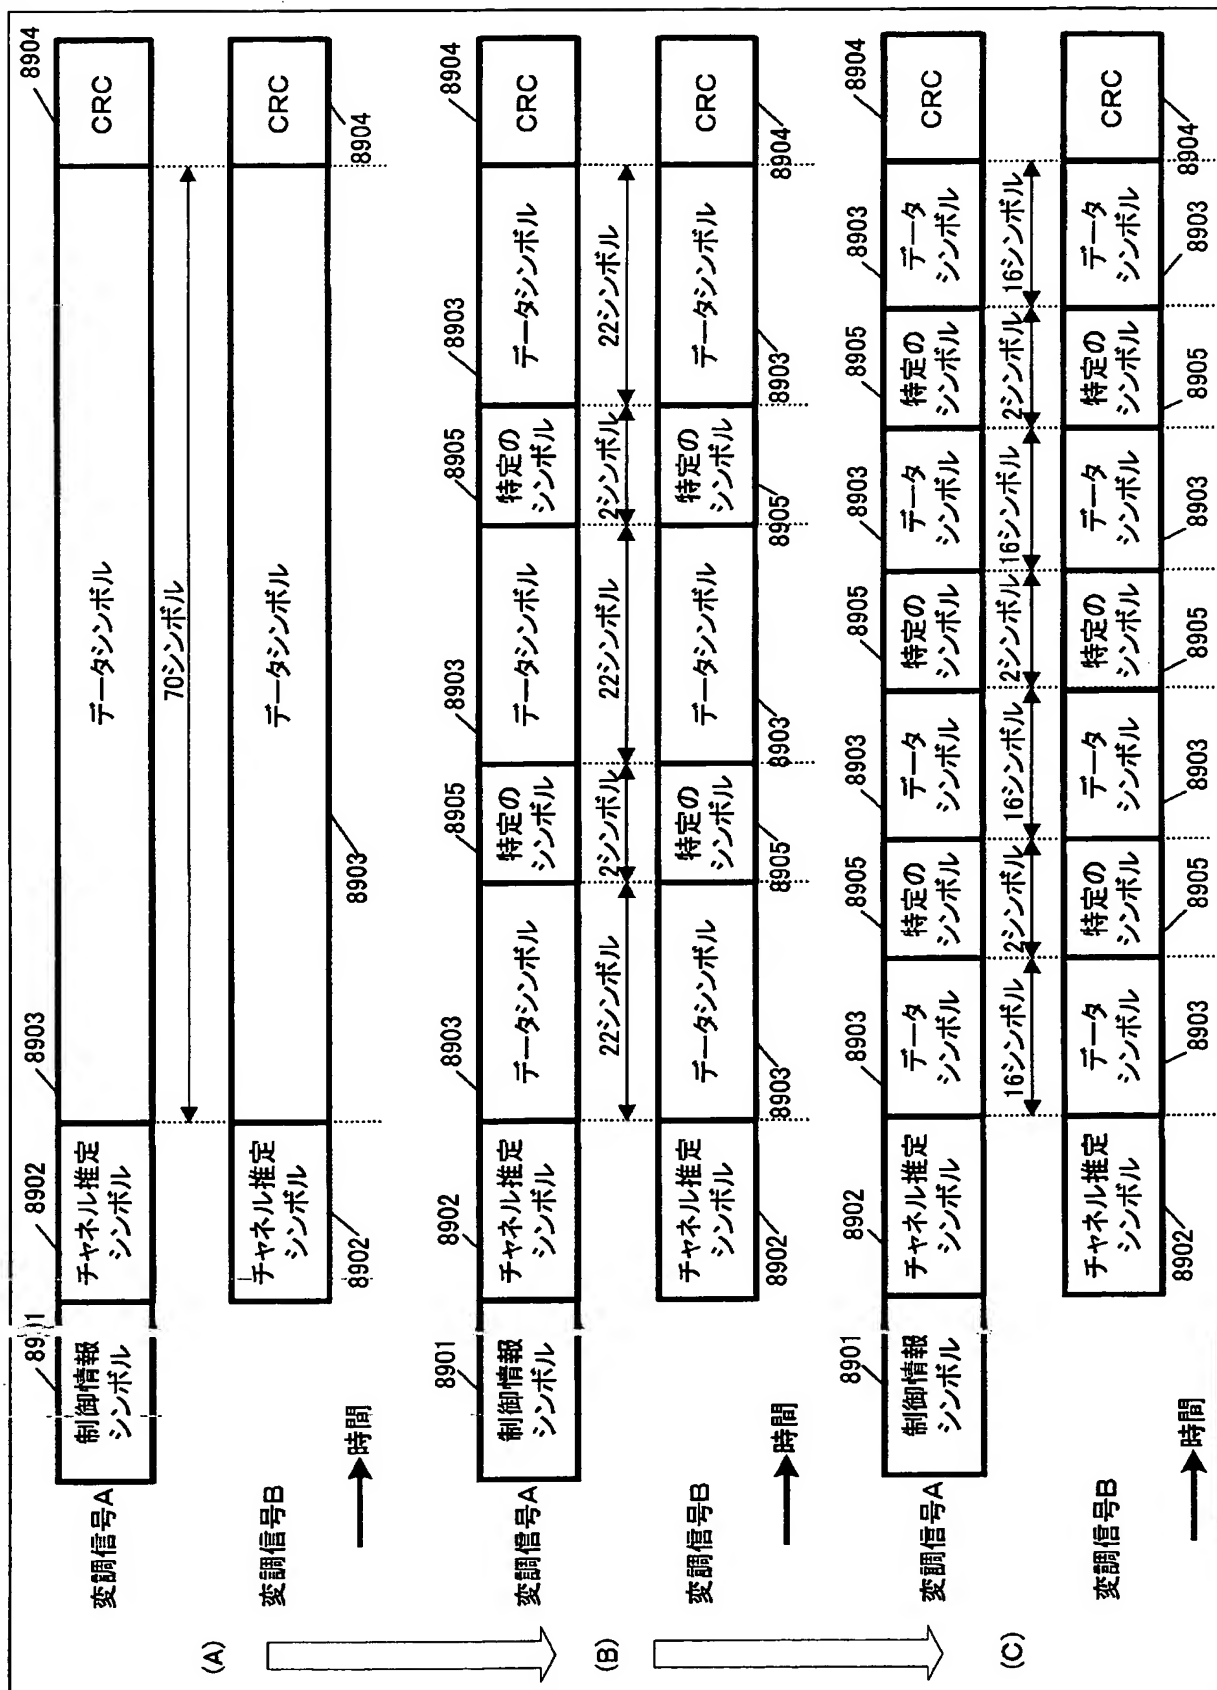 (A)
8901
8902
8903
8904
変調信号A
制御情報
シンボル
チャネル推定
シンボル
データシンボル
CRC
70シンボル
変調信号B
チャネル推定
シンボル
データシンボル
CRC
8902
8903
8904
時間
(B)
8901
8902
8903
8905
8903
8905
8903
8904
変調信号A
制御情報
シンボル
チャネル推定
シンボル
データシンボル
特定の
シンボル
データシンボル
特定の
シンボル
データシンボル
CRC
22シンボル
2シンボル
22シンボル
2シンボル
22シンボル
変調信号B
チャネル推定
シンボル
データシンボル
特定の
シンボル
データシンボル
特定の
シンボル
データシンボル
CRC
8902
8903
8905
8903
8905
8903
8904
時間
(C)
8901
8902
8903
8905
8903
8905
8903
8905
8903
8904
変調信号A
制御情報
シンボル
チャネル推定
シンボル
データ
シンボル
特定の
シンボル
データ
シンボル
特定の
シンボル
データ
シンボル
特定の
シンボル
データ
シンボル
CRC
16シンボル
2シンボル
16シンボル
2シンボル
16シンボル
2シンボル
16シンボル
変調信号B
チャネル推定
シンボル
データ
シンボル
特定の
シンボル
データ
シンボル
特定の
シンボル
データ
シンボル
特定の
シンボル
データ
シンボル
CRC
8902
8903
8905
8903
8905
8903
8905
8903
8904
時間